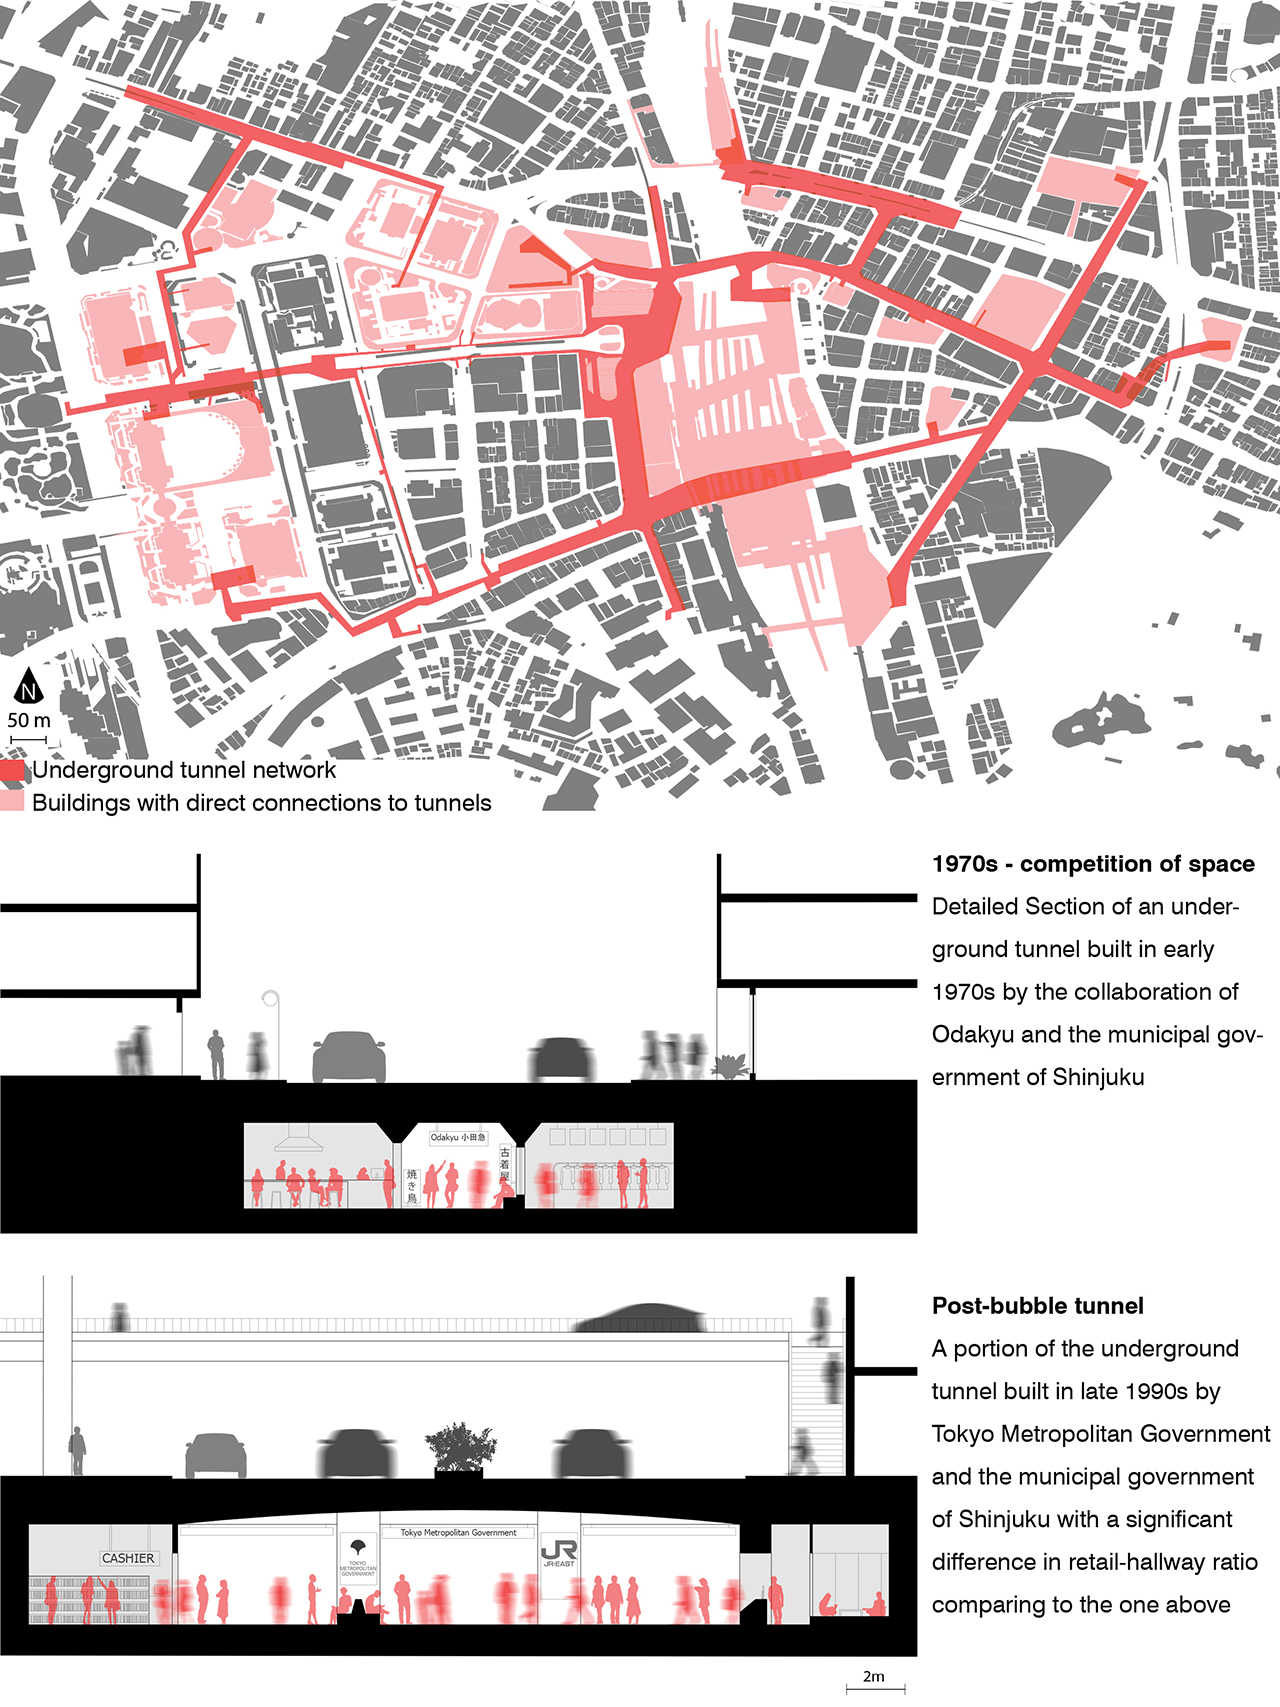 N
50 m
Underground tunnel network
Buildings with direct connections to tunnels
1970s - competition of space
Detailed Section of an under-
ground tunnel built in early
1970s by the collaboration of
Odakyu and the municipal gov-
ernment of Shinjuku
Odakyu 小田急
焼き鳥
古着屋
Post-bubble tunnel
A portion of the underground
tunnel built in late 1990s by
Tokyo Metropolitan Government
and the municipal government
of Shinjuku with a significant
difference in retail-hallway ratio
comparing to the one above
CASHIER
TOKYO
METROPOLITAN
GOVERNMENT
Tokyo Metropolitan Government
JR
JR-EAST
2m